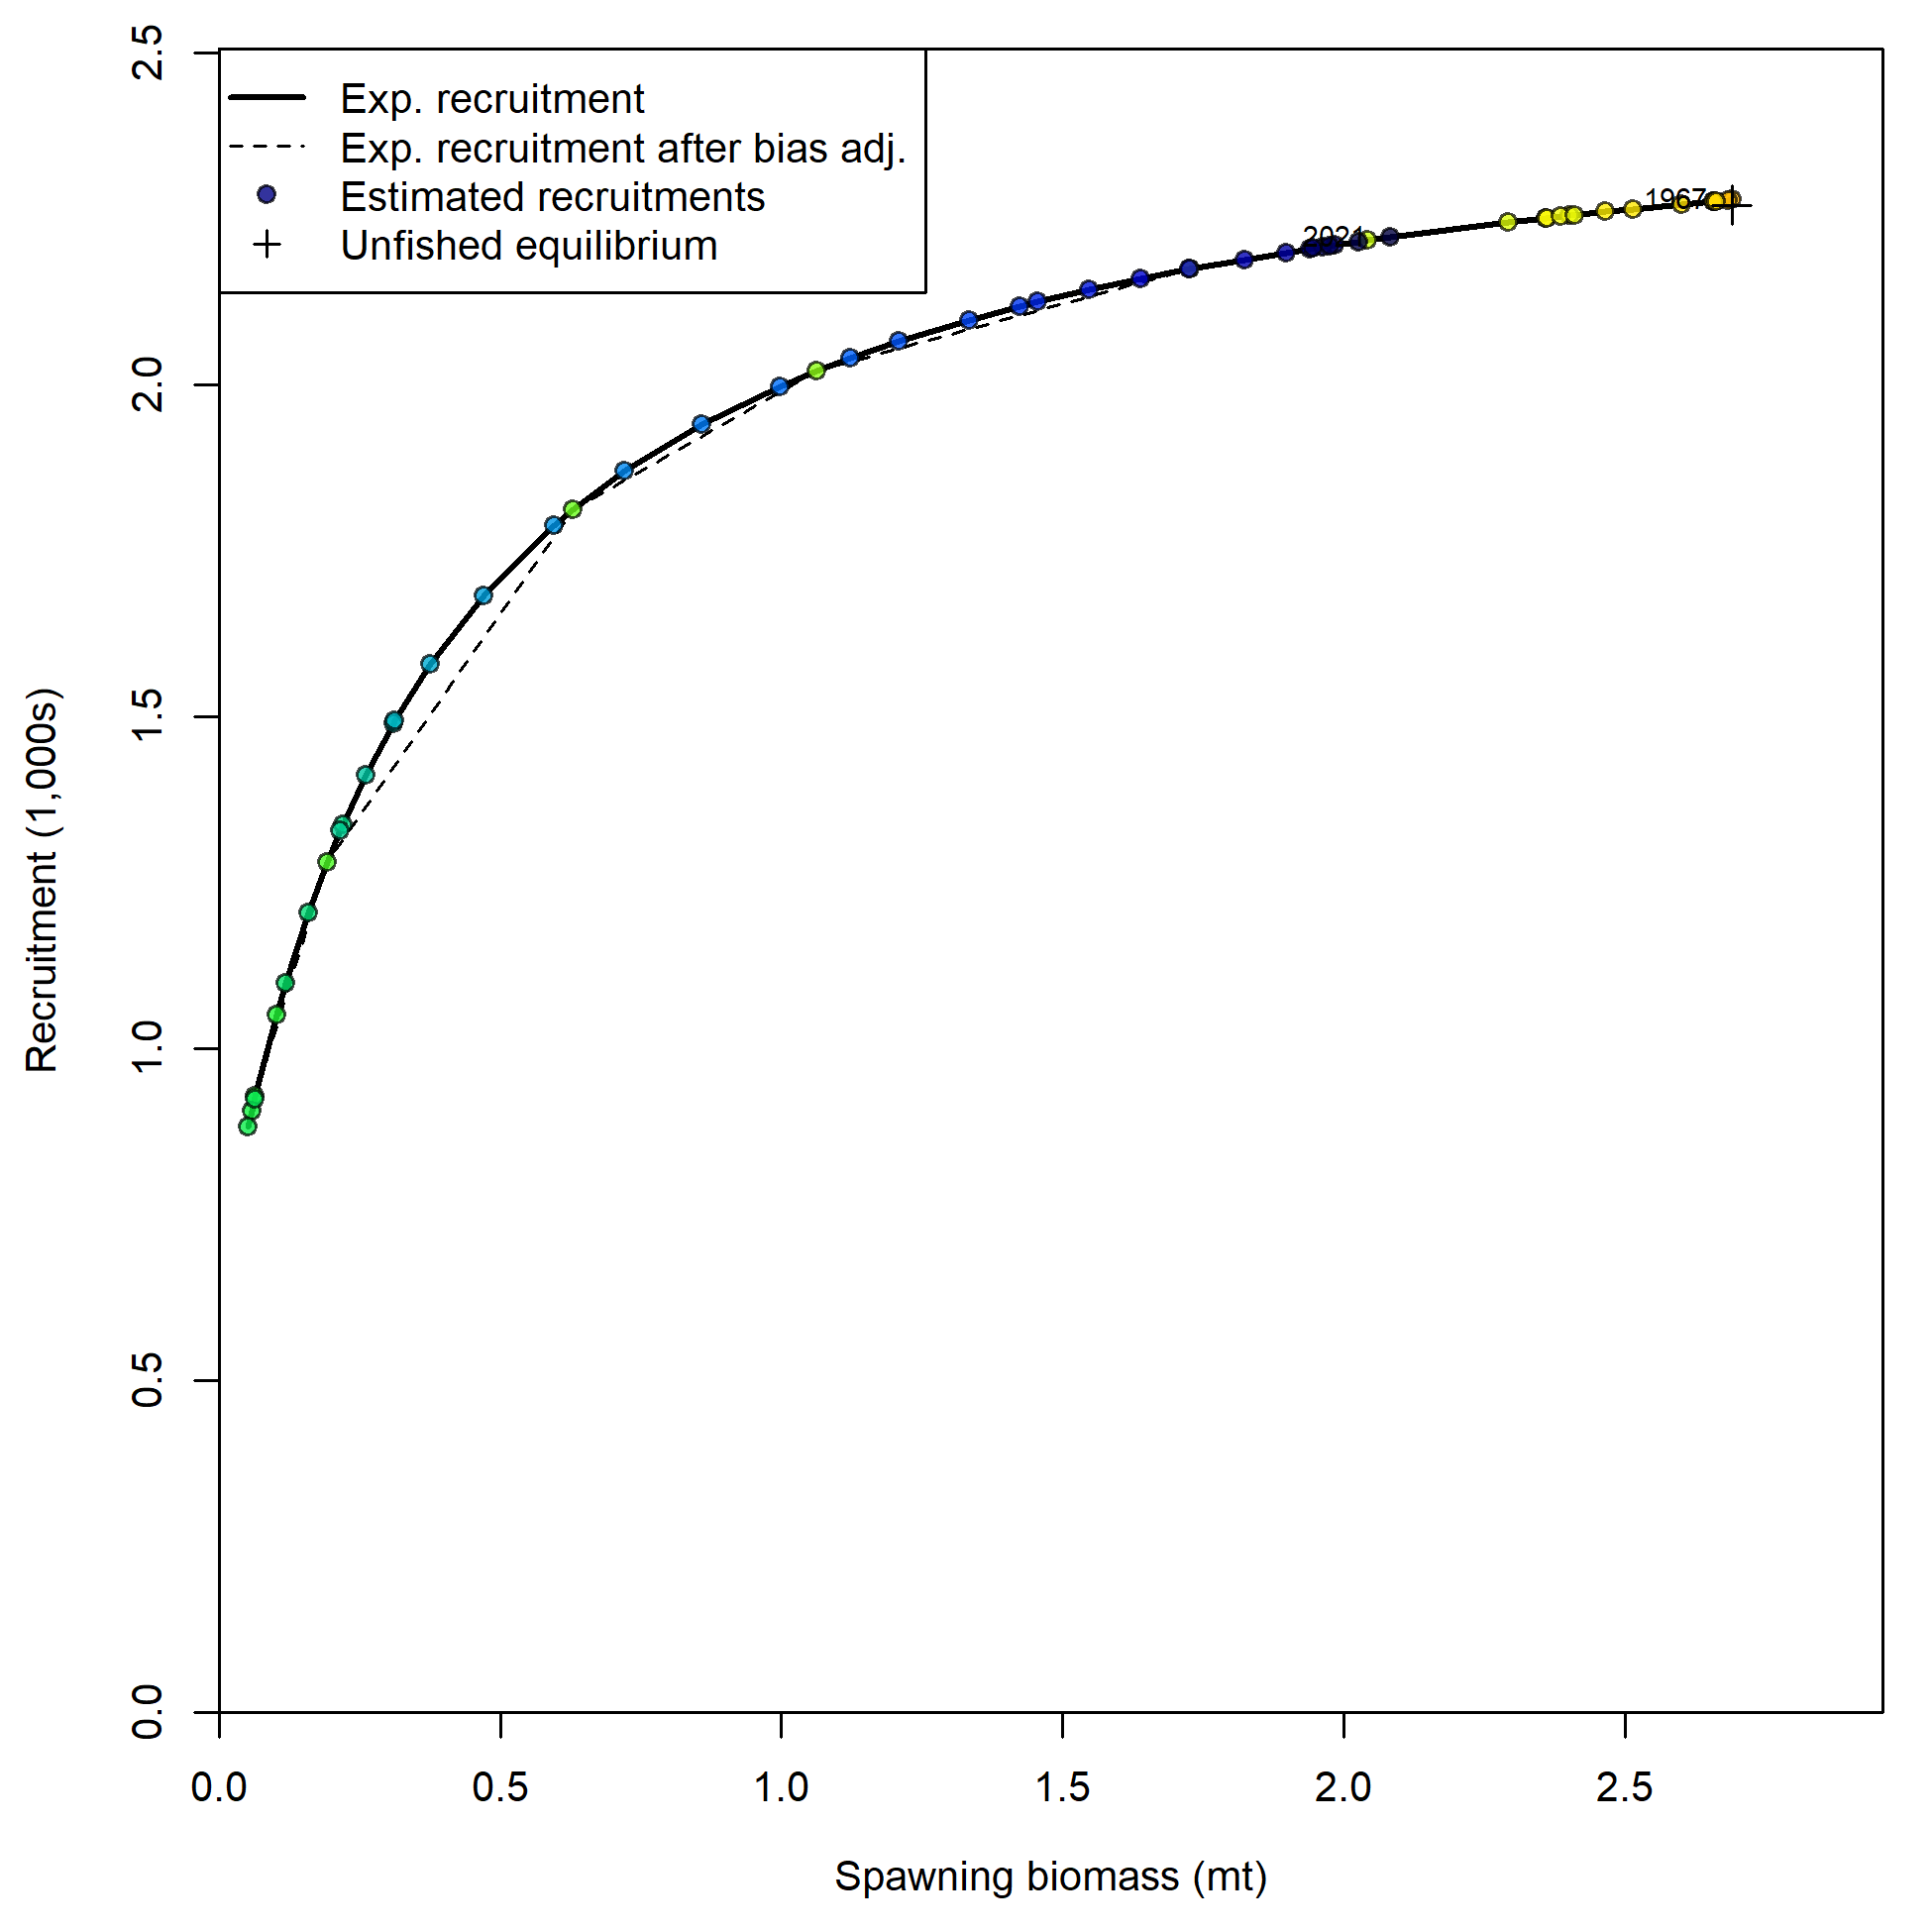 Exp. recruitment
Exp. recruitment after bias adj.
Estimated recruitments
Unfished equilibrium
1967
2021
2.5
2.0
1.5
1.0
0.5
0.0
Recruitment (1,000s)
0.0 0.5 1.0 1.5 2.0 2.5
Spawning biomass (mt)